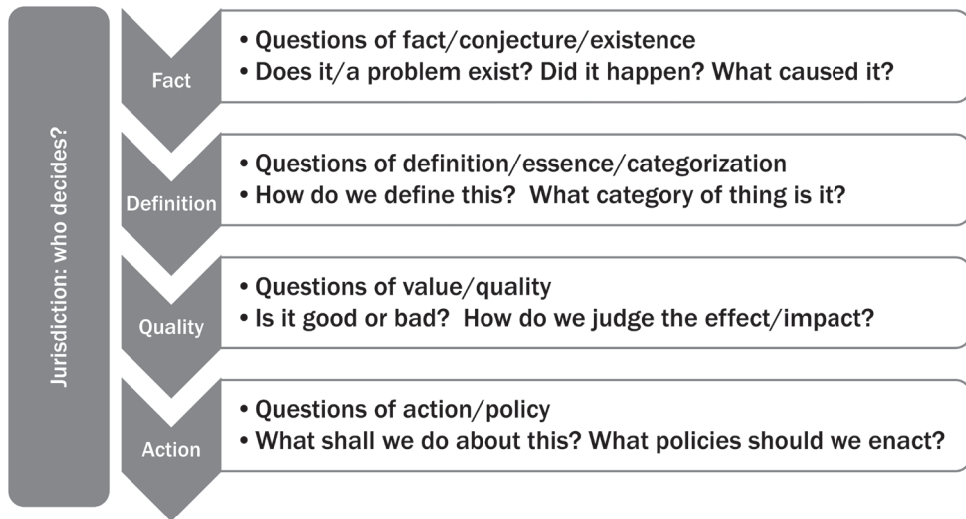 Jurisdiction: who decides?
Fact
• Questions of fact/conjecture/existence
• Does it/a problem exist? Did it happen? What caused it?
Definition
• Questions of definition/essence/categorization
• How do we define this?  What category of thing is it?
Quality
• Questions of value/quality
• Is it good or bad?  How do we judge the effect/impact?
Action
• Questions of action/policy
• What shall we do about this? What policies should we enact?